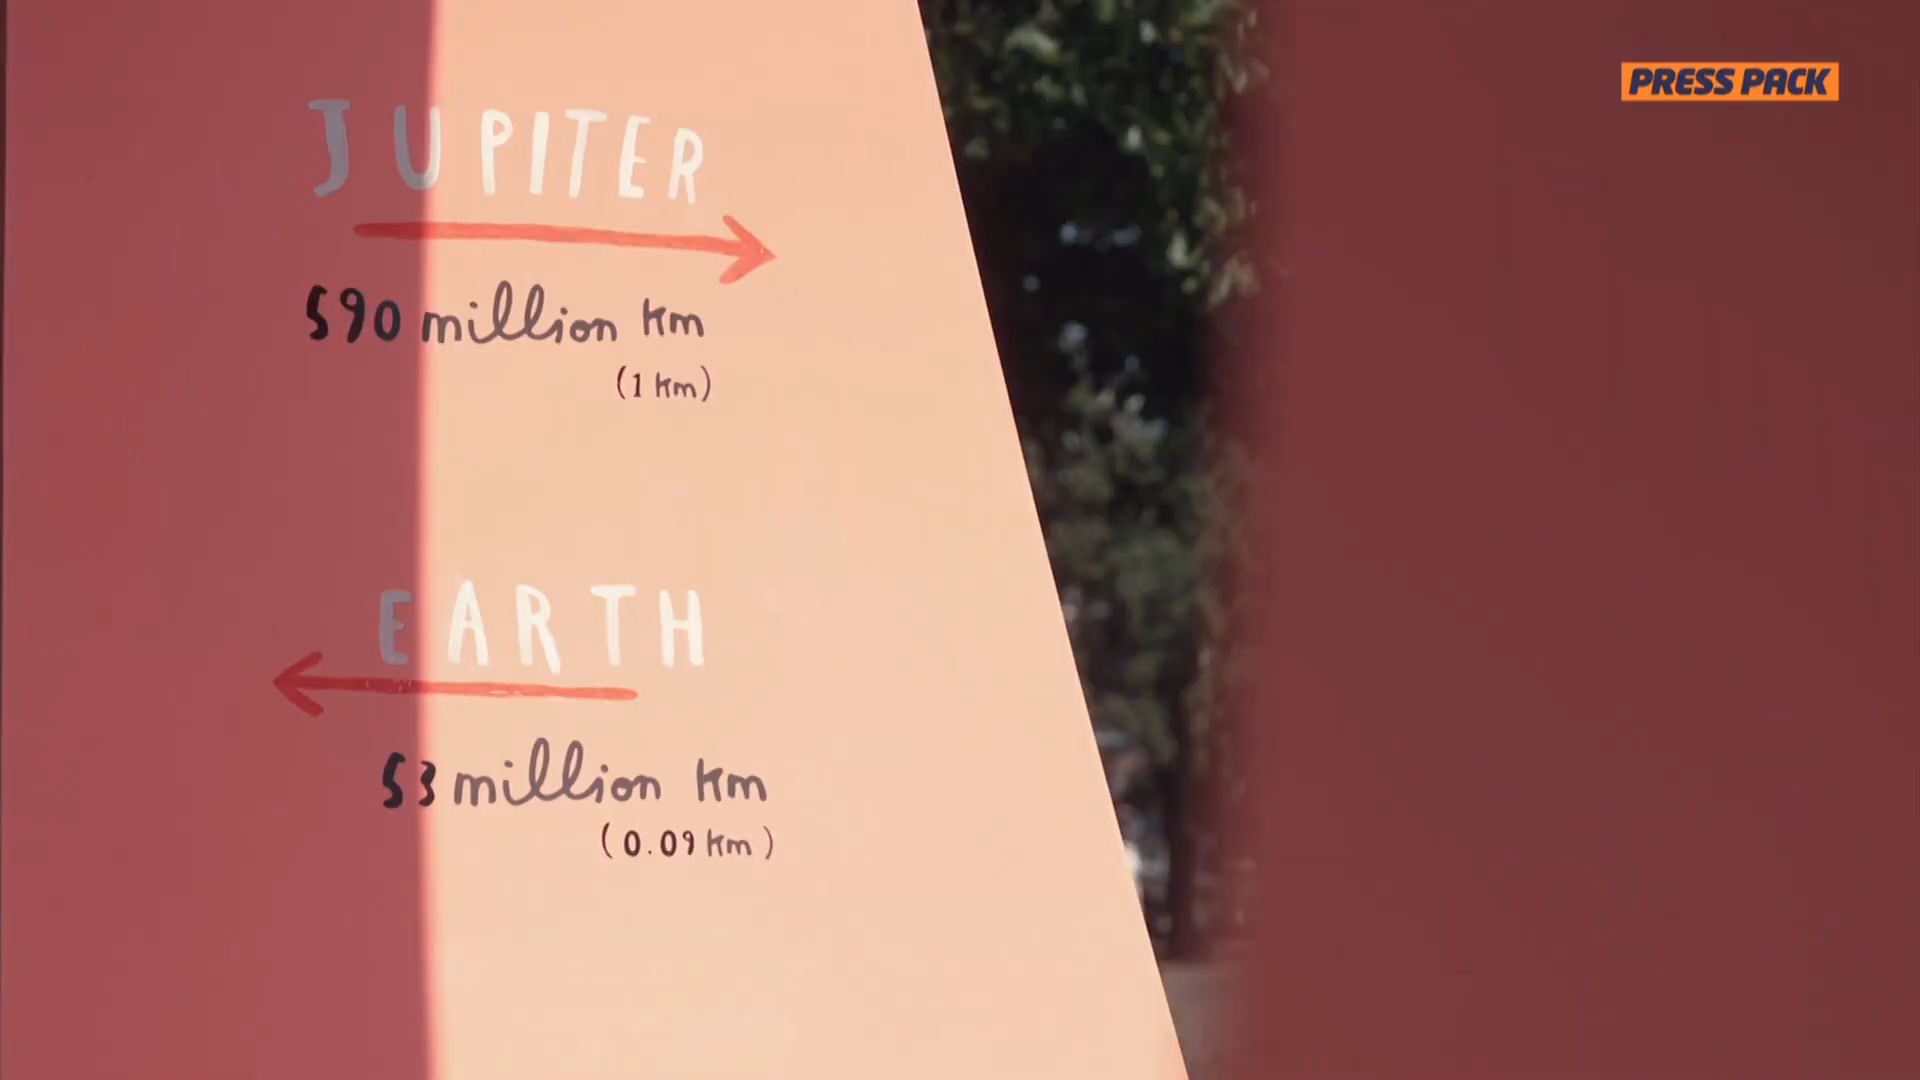 PRESS PACK
JUPITER
590 million km
(1 km)
EARTH
53 million km
(0.09 km)